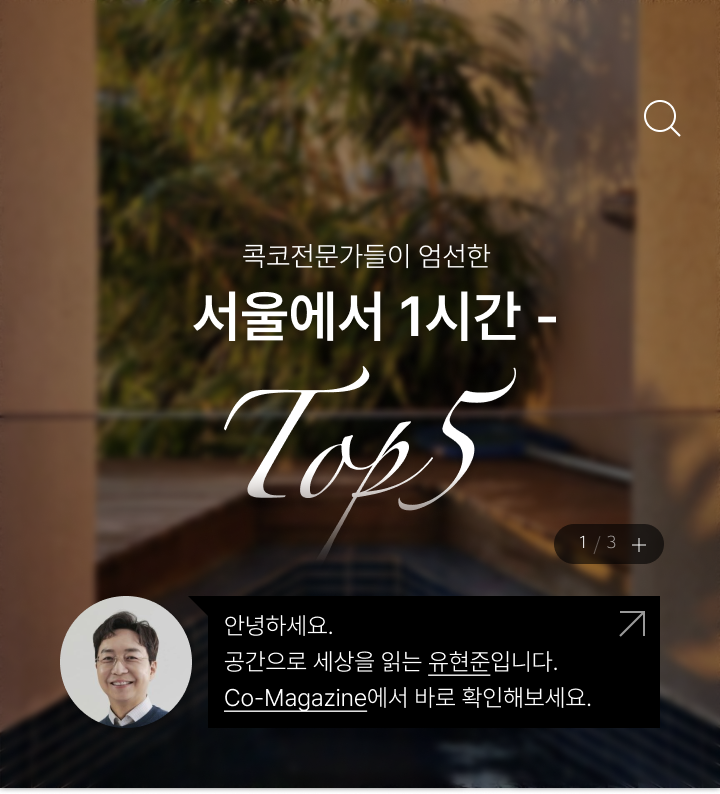 콕코전문가들이 엄선한
서울에서 1시간 -
Top5
1 / 3 +
안녕하세요.
공간으로 세상을 읽는 유현준입니다.
Co-Magazine에서 바로 확인해보세요.